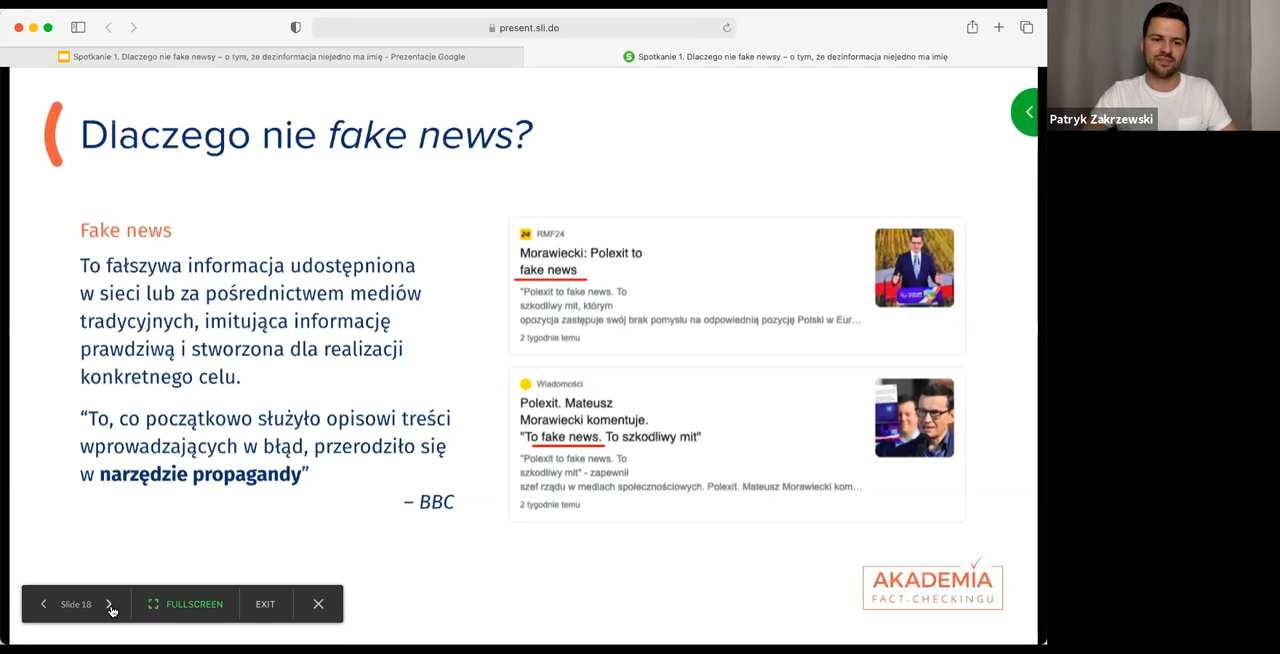 present.sli.do
Spotkanie 1. Dlaczego nie fake newsy – o tym, że dezinformacja niejedno ma imię - Prezentacje Google
Spotkanie 1. Dlaczego nie fake newsy – o tym, że dezinformacja niejedno ma imię
Patryk Zakrzewski
Dlaczego nie fake news?
Fake news
To fałszywa informacja udostępniona
w sieci lub za pośrednictwem mediów
tradycyjnych, imitująca informację
prawdziwą i stworzona dla realizacji
konkretnego celu.
“To, co początkowo służyło opisowi treści
wprowadzających w błąd, przerodziło się
w narzędzie propagandy”
– BBC
24 RMF24
Morawiecki: Polexit to
fake news
"Polexit to fake news. To
szkodliwy mit, którym
opozycja zastępuje swój brak pomysłu na odpowiednią pozycję Polski w Eur...
2 tygodnie temu
Wiadomości
Polexit. Mateusz
Morawiecki komentuje.
"To fake news. To szkodliwy mit"
"Polexit to fake news. To
szkodliwy mit" - zapewnił
szef rządu w mediach społecznościowych. Polexit. Mateusz Morawiecki kom...
2 tygodnie temu
AKADEMIA
FACT-CHECKINGU
Slide 18
FULLSCREEN
EXIT